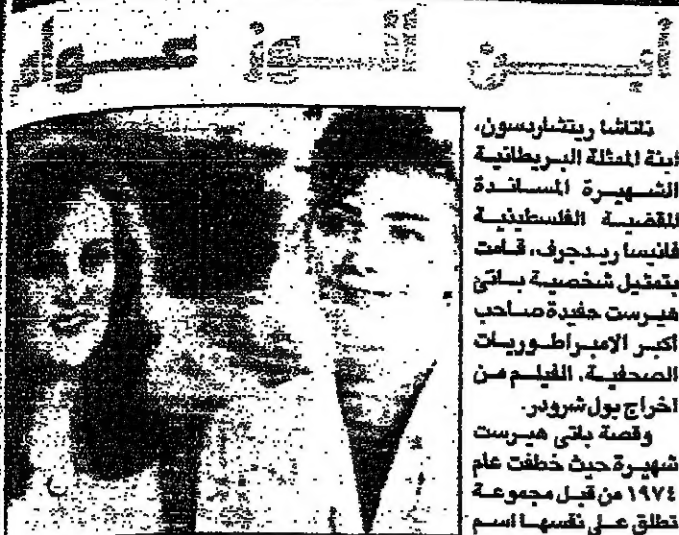 ناتاشا ريتشاردسون،
ابنة الممثلة البريطانية
الشهيرة المساندة
للقضية الفلسطينية
فانيسا ريدجرف، قامت
بتمثيل شخصية باتي
هيرست حفيدة صاحب
اكبر الامبراطوريات
الصحفية. الفيلم من
اخراج بول شرودر.
وقصة باتي هيرست
شهيرة حيث خطفت عام
١٩٧٤ من قبل مجموعة
تطلق على نفسها اسم